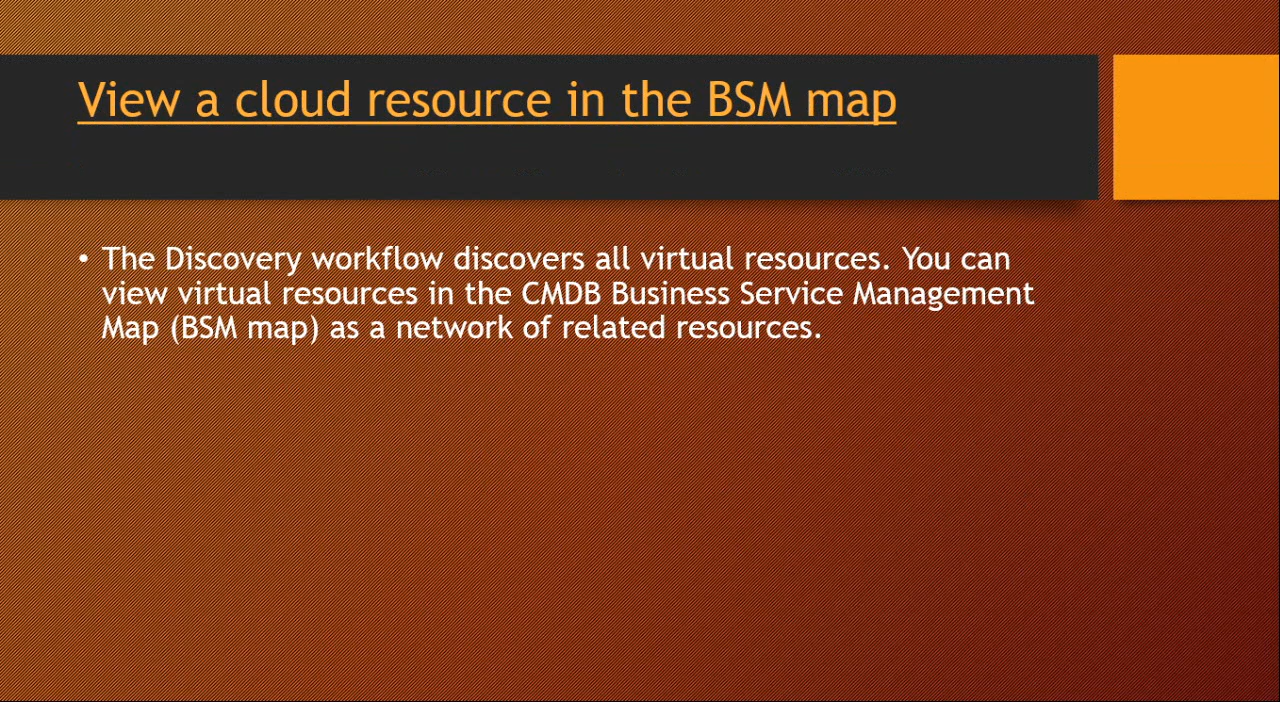 View a cloud resource in the BSM map
• The Discovery workflow discovers all virtual resources. You can
view virtual resources in the CMDB Business Service Management
Map (BSM map) as a network of related resources.